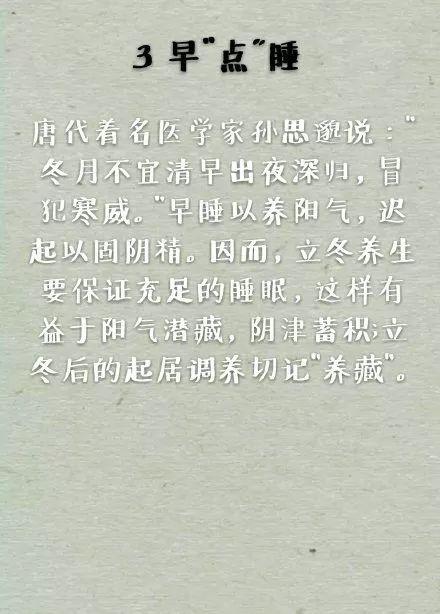 3 早“点”睡
唐代着名医学家孙思邈说：“
冬月不宜清早出夜深归，冒
犯寒威。”早睡以养阳气，迟
起以固阴精。因而，立冬养生
要保证充足的睡眠，这样有
益于阳气潜藏，阴津蓄积；立
冬后的起居调养切记“养藏”。